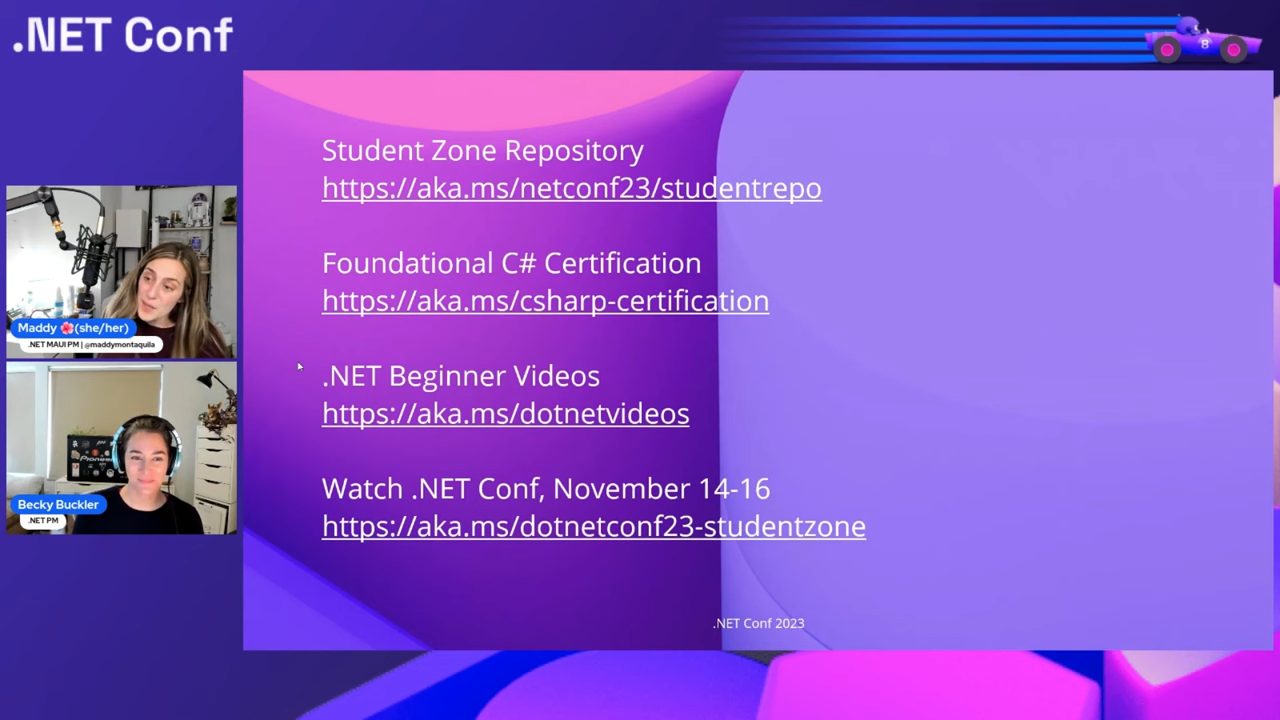 .NET Conf
8
Student Zone Repository
https://aka.ms/netconf23/studentrepo
Foundational C# Certification
https://aka.ms/csharp-certification
.NET Beginner Videos
https://aka.ms/dotnetvideos
Watch .NET Conf, November 14-16
https://aka.ms/dotnetconf23-studentzone
.NET Conf 2023
Maddy 🌺(she/her)
.NET MAUI PM | @maddymontaquila
Becky Buckler
.NET PM